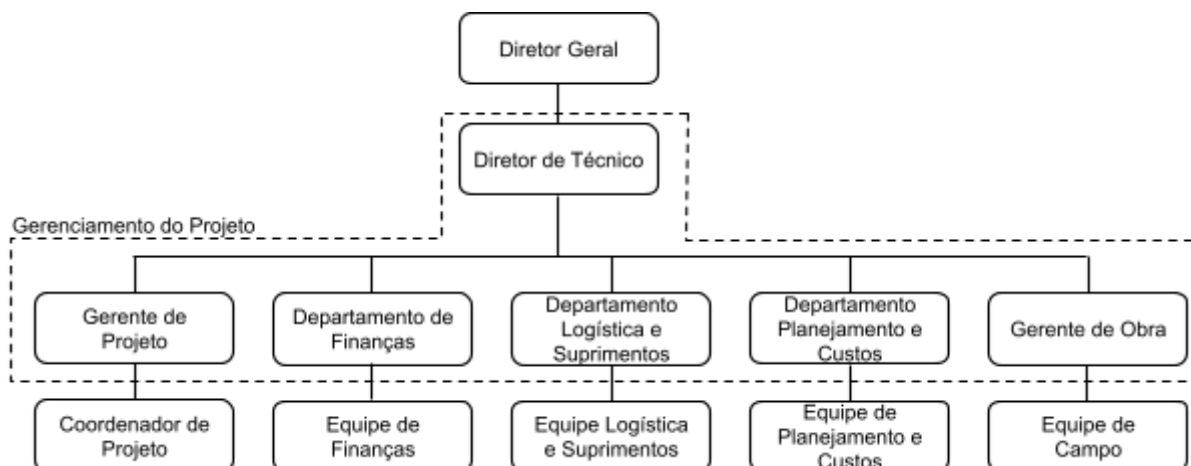 Diretor Geral
Diretor de Técnico
Gerenciamento do Projeto
Gerente de
Projeto
Departamento de
Finanças
Departamento
Logística e
Suprimentos
Departamento
Planejamento e
Custos
Gerente de Obra
Coordenador de
Projeto
Equipe de
Finanças
Equipe Logística
e Suprimentos
Equipe de
Planejamento e
Custos
Equipe de
Campo